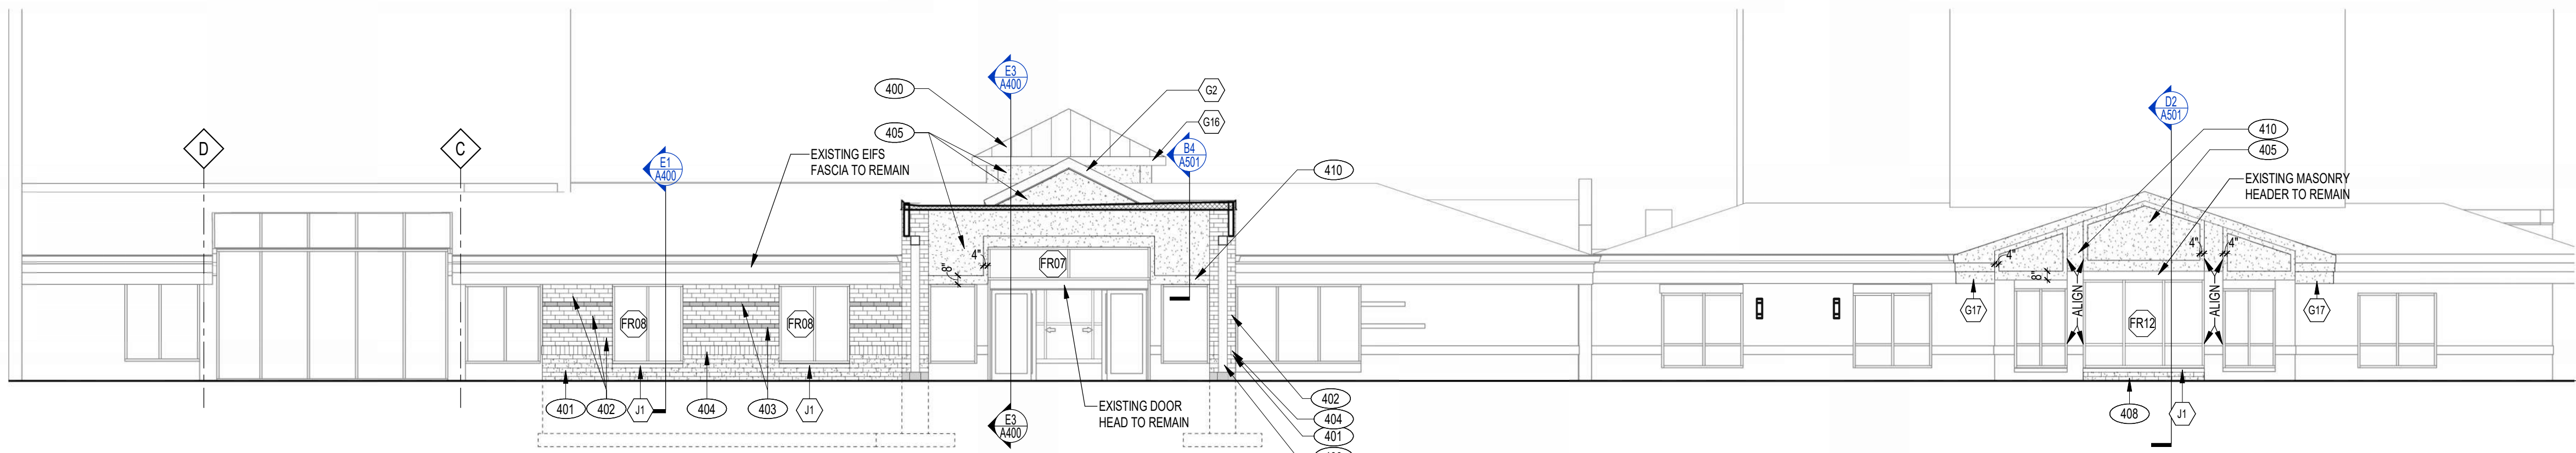 E3
A400
400
G2
405
G16
D2
A501
410
405
D
C
E1
A400
EXISTING EIFS
FASCIA TO REMAIN
B4
A501
410
EXISTING MASONRY
HEADER TO REMAIN
4"
8"
FR07
4"
8"
4"
4"
ALIGN
ALIGN
G17
G17
FR08
FR08
FR12
401
402
J1
404
403
J1
EXISTING DOOR
HEAD TO REMAIN
E3
A400
402
404
401
408
J1